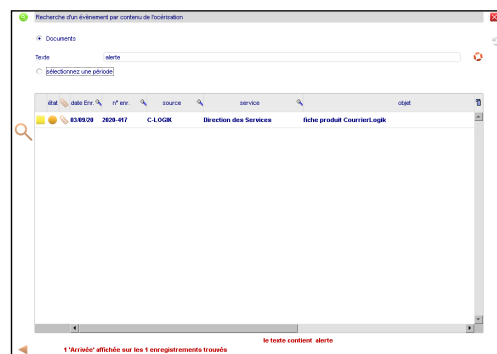 Recherche d'un évènement par contenu de l'océrisation
Documents
Texte alerte
sélectionnez une période
état date Enr. n° enr. source service objet
03/09/20 2020-417 C-LOGIK Direction des Services fiche produit CourrierLogik
le texte contient alerte
1 'Arrivée' affichée sur les 1 enregistrements trouvés